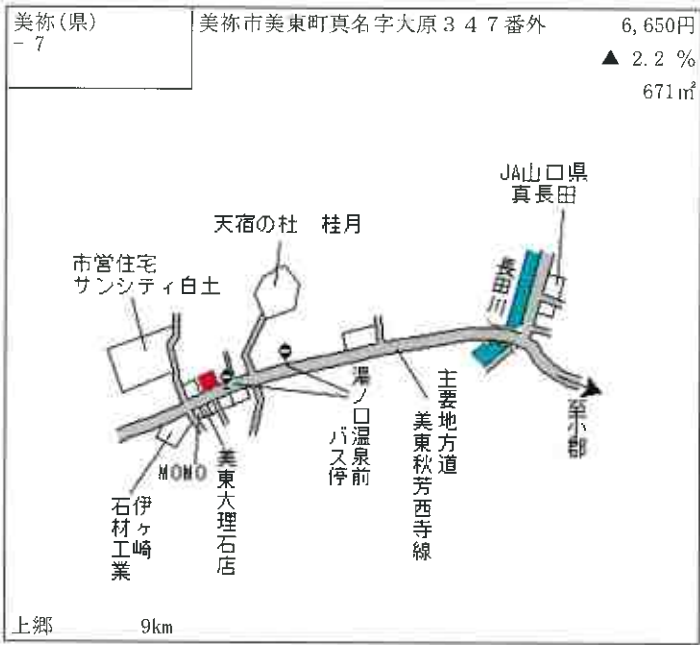 美祢(県)
－7
美祢市美東町真名字大原３４７番外
6,650円
▲ 2.2 %
671㎡
JA山口県
真長田
天宿の杜　桂月
市営住宅
サンシティ白土
長田川
主要地方道
美東秋芳西寺線
湯ノ口温泉前
バス停
至小郡
MOMO
美東大理石店
伊ヶ崎
石材工業
上郷　9km